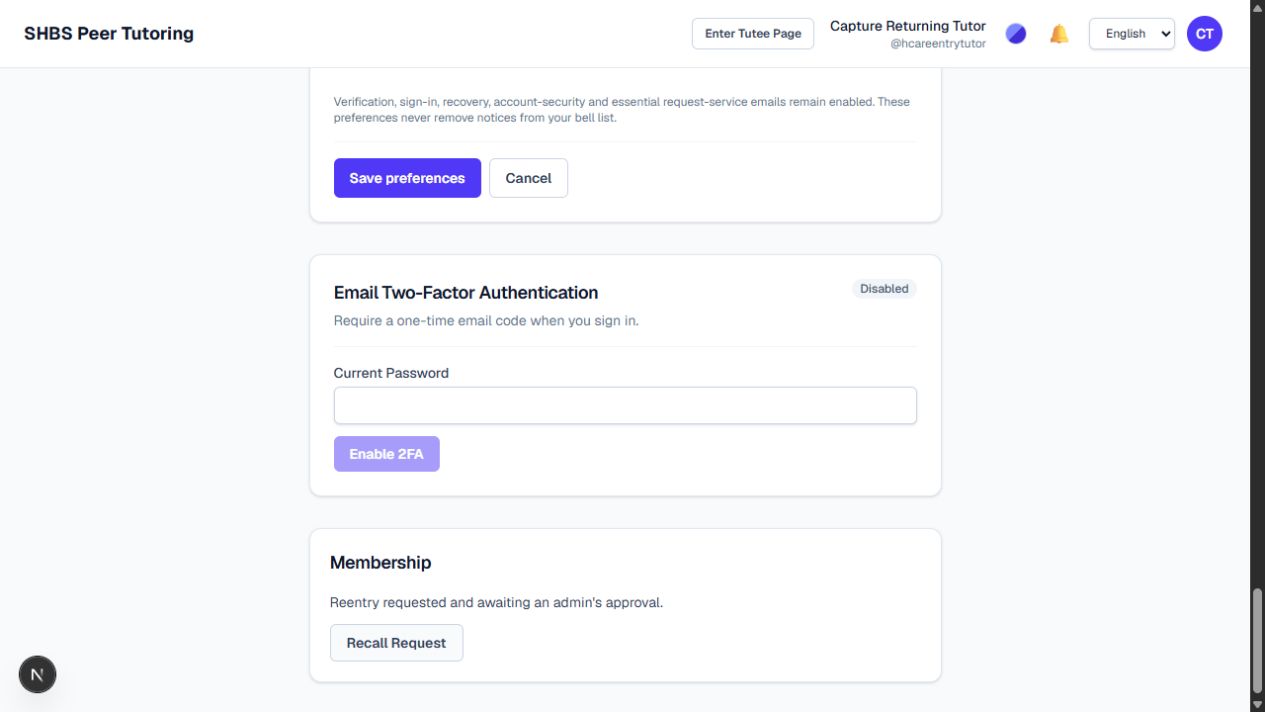 SHBS Peer Tutoring
Enter Tutee Page
Capture Returning Tutor
@hcareentrytutor
English
CT
Verification, sign-in, recovery, account-security and essential request-service emails remain enabled. These
preferences never remove notices from your bell list.
Save preferences
Cancel
Email Two-Factor Authentication
Disabled
Require a one-time email code when you sign in.
Current Password
Enable 2FA
Membership
Reentry requested and awaiting an admin's approval.
Recall Request
N